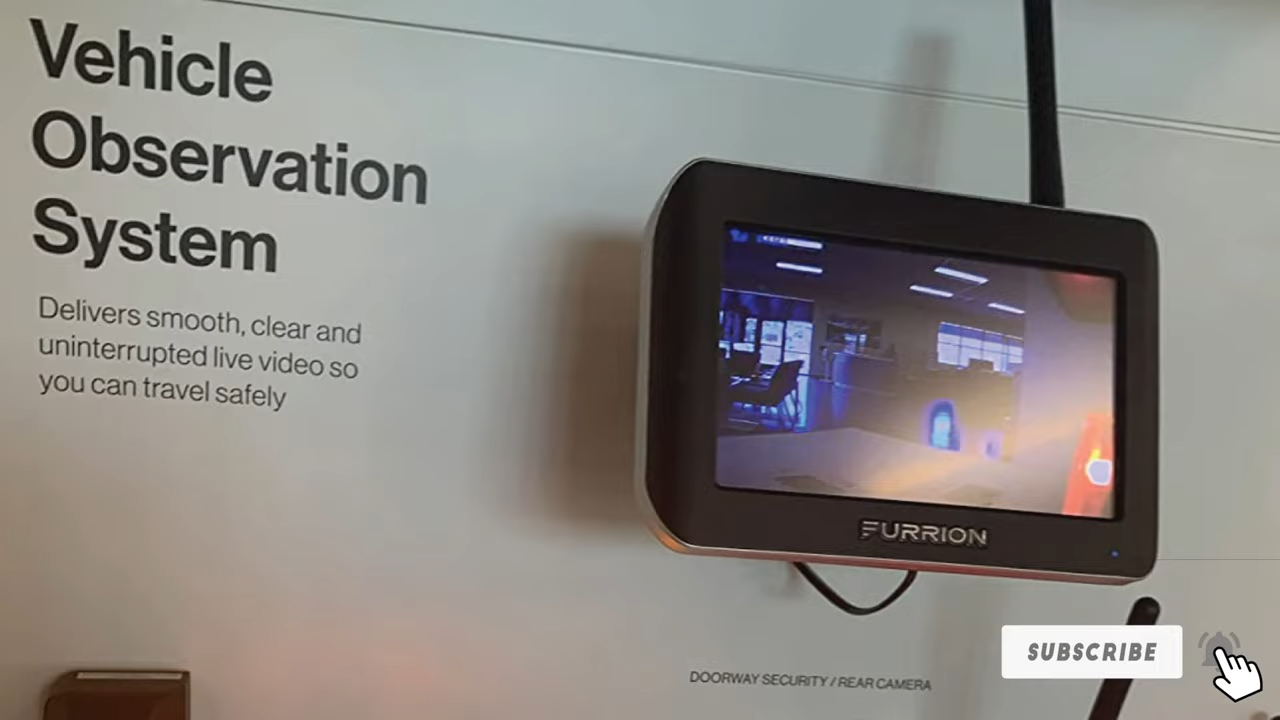 Vehicle
Observation
System
Delivers smooth, clear and
uninterrupted live video so
you can travel safely
FURRION
DOORWAY SECURITY / REAR CAMERA
SUBSCRIBE